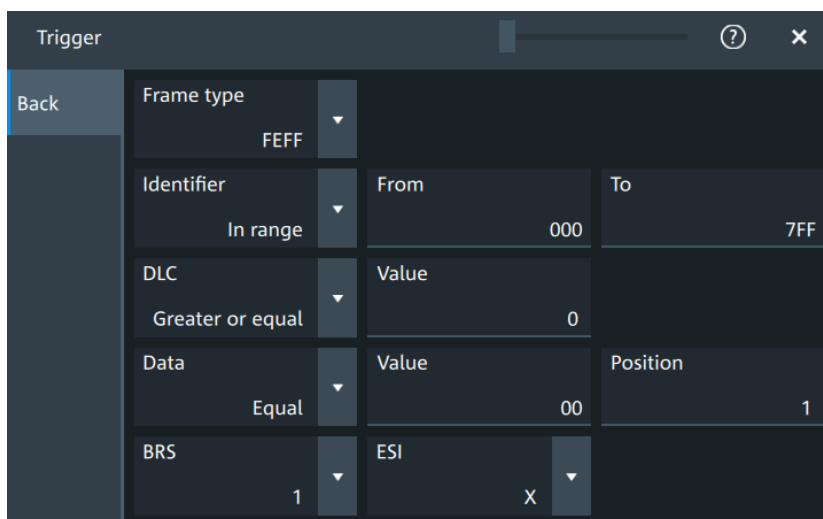 Trigger
?
Back
Frame type
FEFF
Identifier
In range
From
000
To
7FF
DLC
Greater or equal
Value
0
Data
Equal
Value
00
Position
1
BRS
1
ESI
X